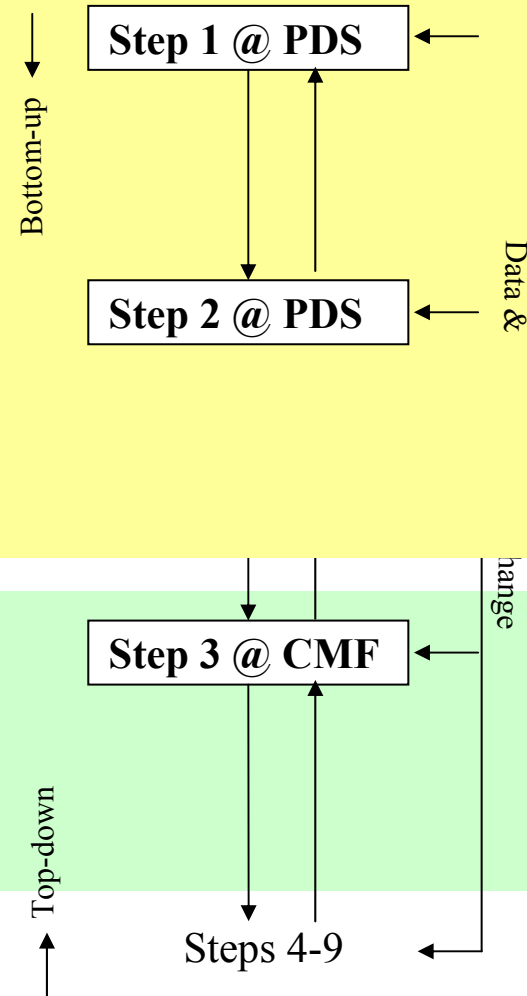 Step 1 @ PDS
Bottom-up
Step 2 @ PDS
Data &
hange
Step 3 @ CMF
Top-down
Steps 4-9